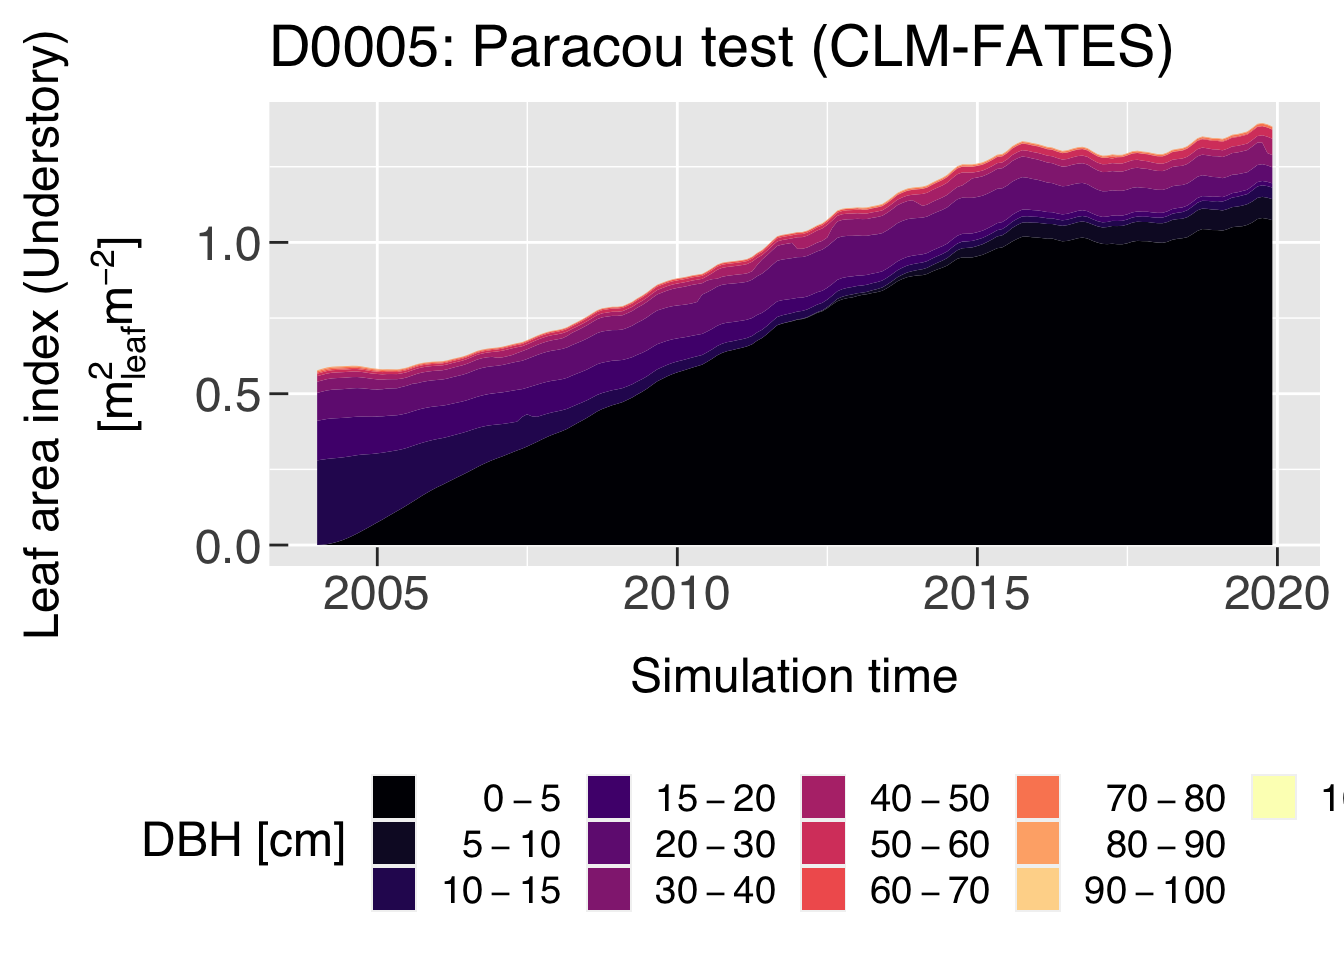 D0005: Paracou test (CLM-FATES)
Leaf area index (Understory)
[m²_leaf m⁻²]
1.0
0.5
0.0
2005 2010 2015 2020
Simulation time
DBH [cm]
0 – 5 15 – 20 40 – 50 70 – 80
5 – 10 20 – 30 50 – 60 80 – 90
10 – 15 30 – 40 60 – 70 90 – 100